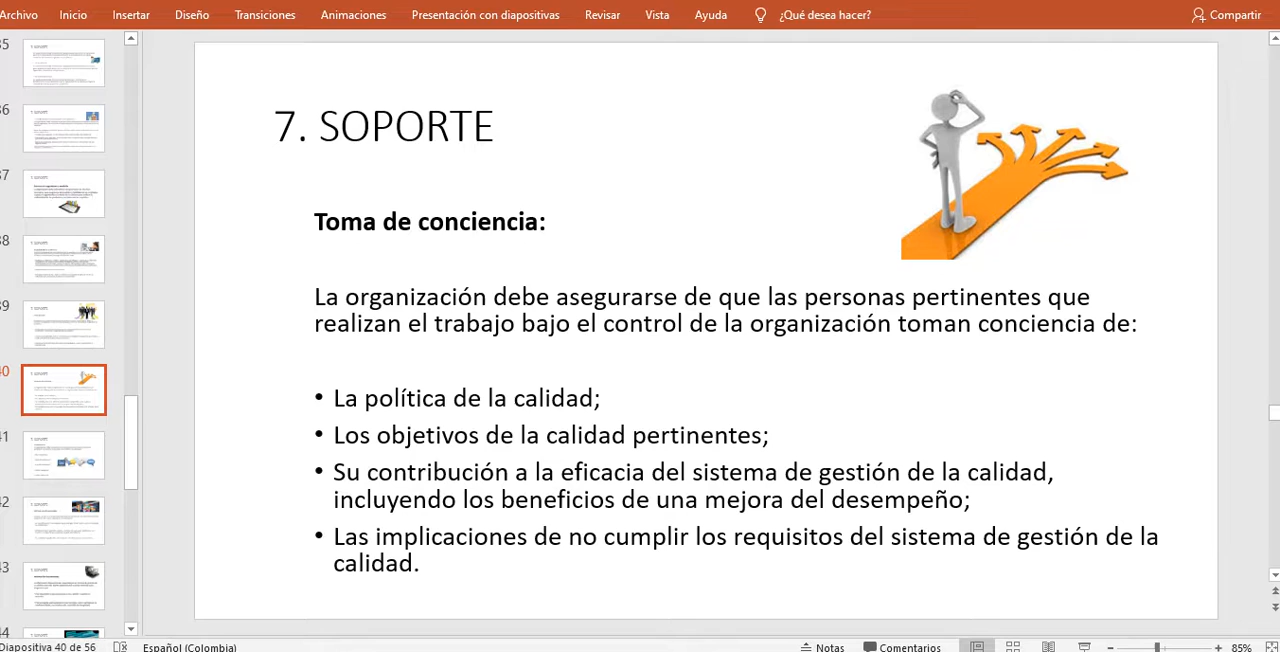 Archivo Inicio Insertar Diseño Transiciones Animaciones Presentación con diapositivas Revisar Vista Ayuda ¿Qué desea hacer? Compartir
7. SOPORTE
Toma de conciencia:
La organización debe asegurarse de que las personas pertinentes que
realizan el trabajo bajo el control de la organización toman conciencia de:
• La política de la calidad;
• Los objetivos de la calidad pertinentes;
• Su contribución a la eficacia del sistema de gestión de la calidad,
incluyendo los beneficios de una mejora del desempeño;
• Las implicaciones de no cumplir los requisitos del sistema de gestión de la
calidad.
Diapositiva 40 de 56 Español (Colombia) Notas Comentarios 85%